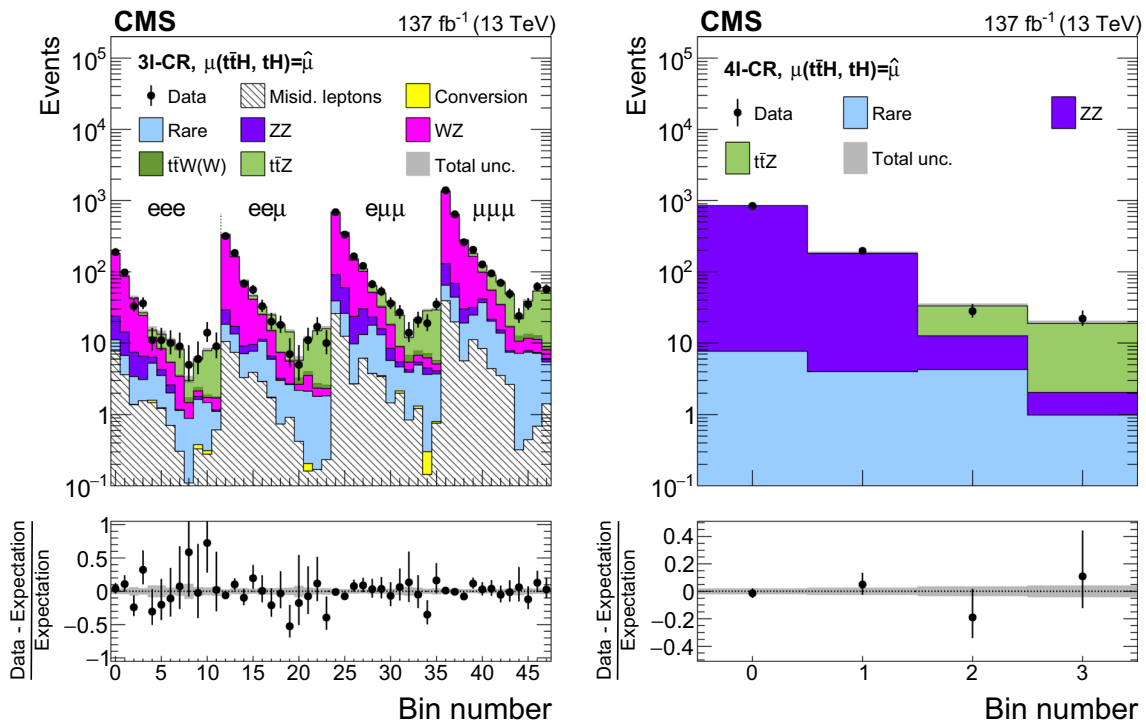 CMS 137 fb⁻¹ (13 TeV)
Events
3l-CR, μ(tt̄H, tH)=μ̂
Data Misid. leptons Conversion
Rare ZZ WZ
tt̄W(W) tt̄Z Total unc.
eee eeμ eμμ μμμ
10⁵
10⁴
10³
10²
10
1
10⁻¹
Data - Expectation
Expectation
1
0.5
0
−0.5
−1
0 5 10 15 20 25 30 35 40 45
Bin number
CMS 137 fb⁻¹ (13 TeV)
Events
4l-CR, μ(tt̄H, tH)=μ̂
Data Rare ZZ
tt̄Z Total unc.
10⁵
10⁴
10³
10²
10
1
10⁻¹
Data - Expectation
Expectation
0.4
0.2
0
−0.2
−0.4
0 1 2 3
Bin number